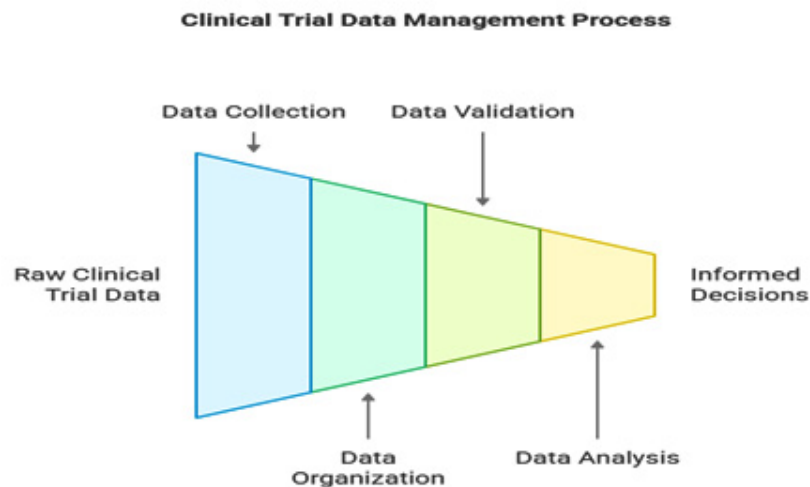 Clinical Trial Data Management Process
Data Collection
Data Validation
Raw Clinical
Trial Data
Informed
Decisions
Data
Organization
Data Analysis